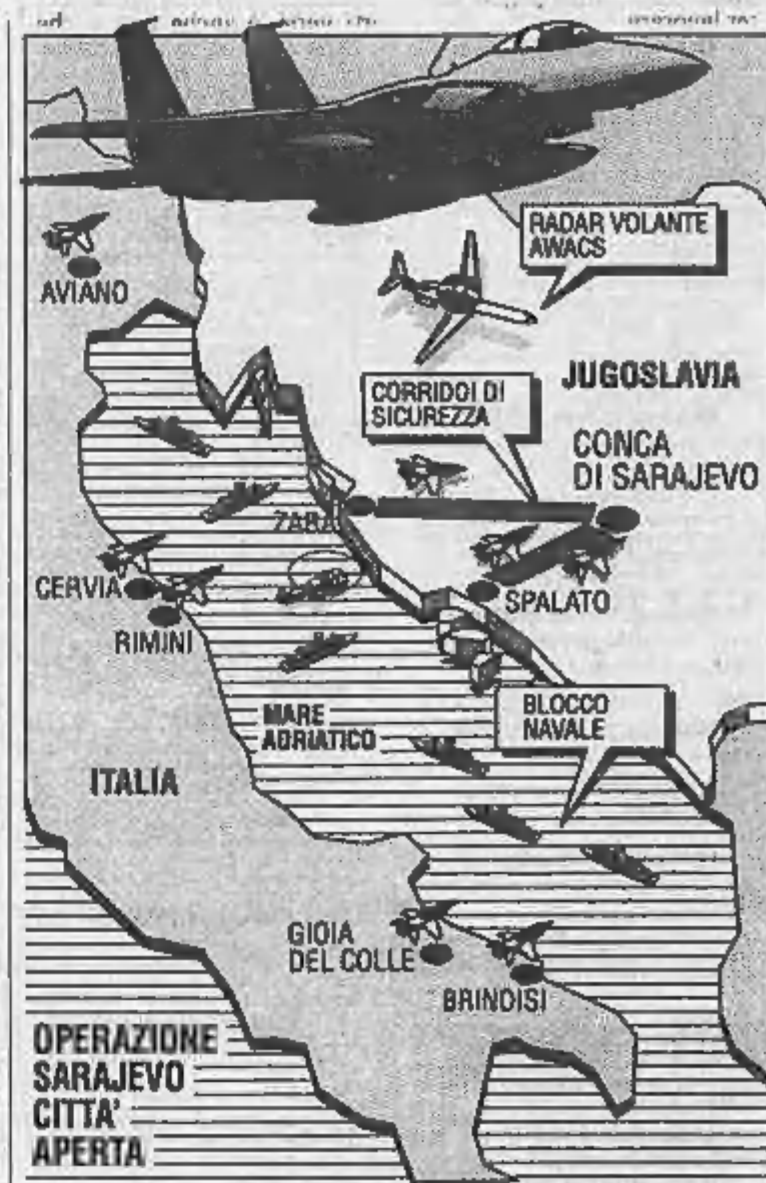 RADAR VOLANTE
AWACS
AVIANO
JUGOSLAVIA
CORRIDOI DI
SICUREZZA
CONCA
DI SARAJEVO
ZARA
CERVIA
SPALATO
RIMINI
BLOCCO
NAVALE
MARE
ADRIATICO
ITALIA
GIOIA
DEL COLLE
BRINDISI
OPERAZIONE
SARAJEVO
CITTA'
APERTA